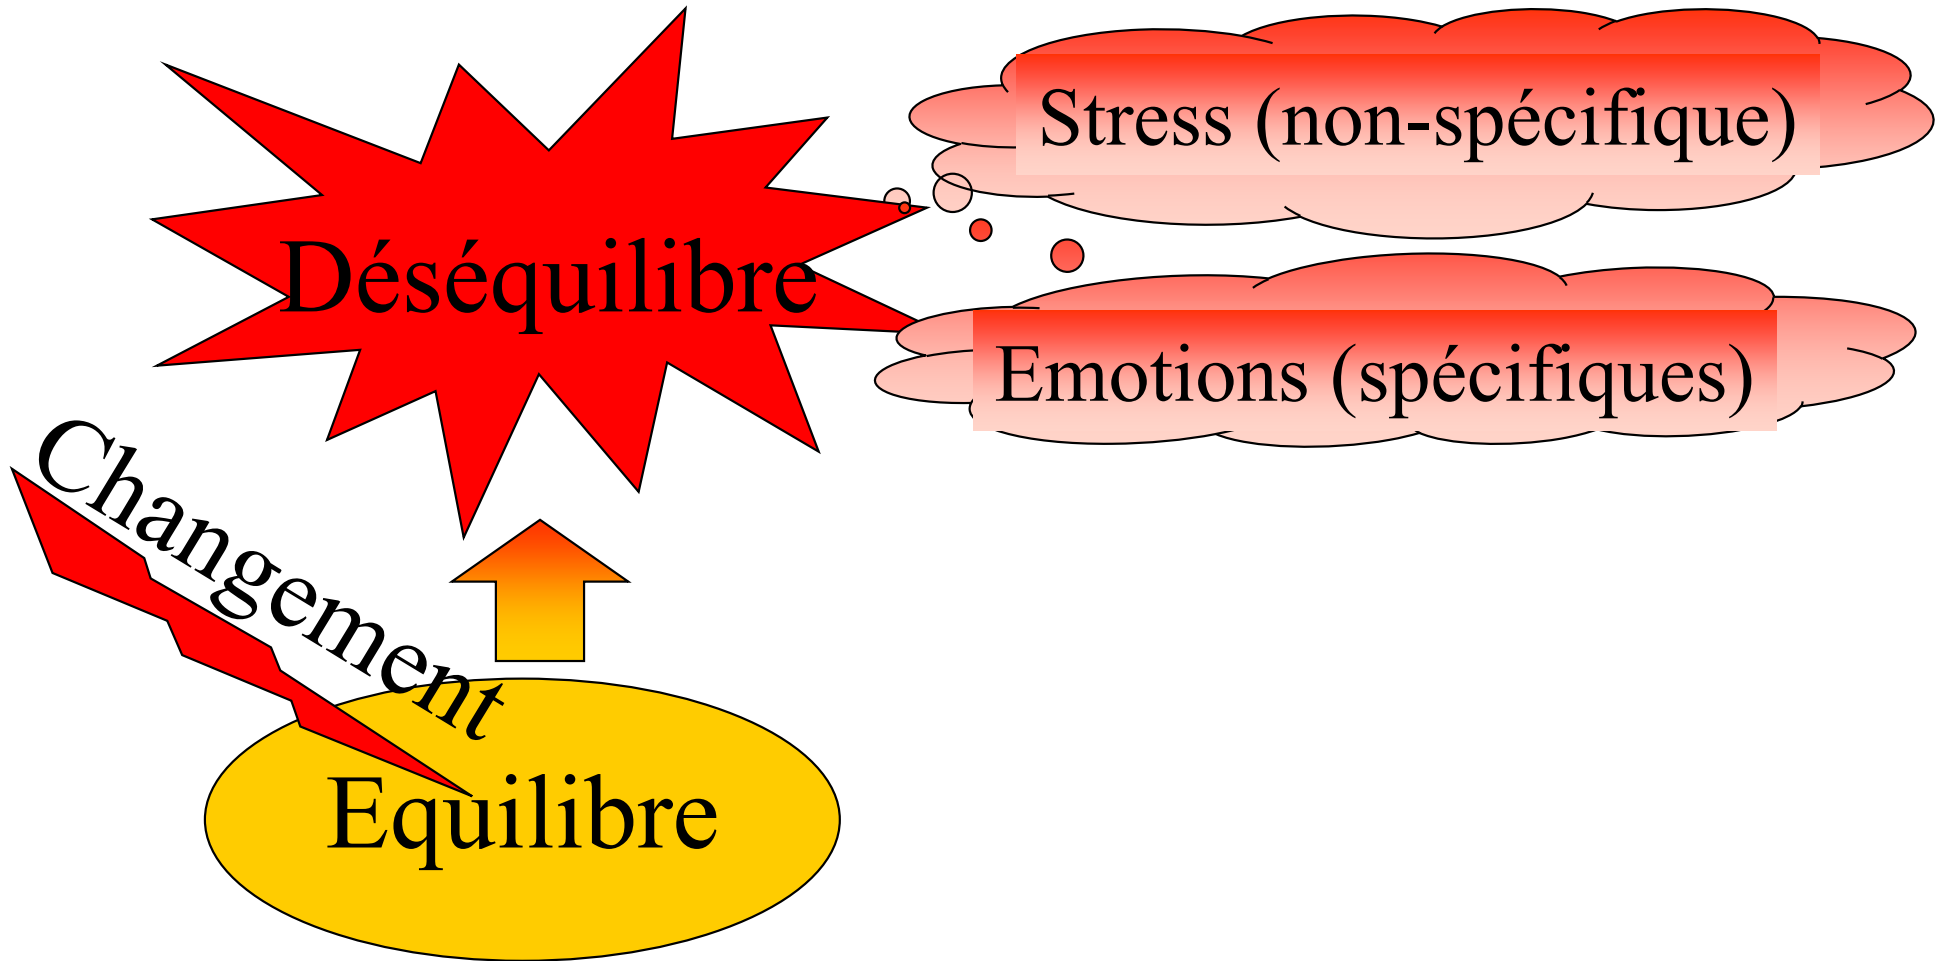 Stress (non-spécifique)
Déséquilibre
Emotions (spécifiques)
Changement
Equilibre